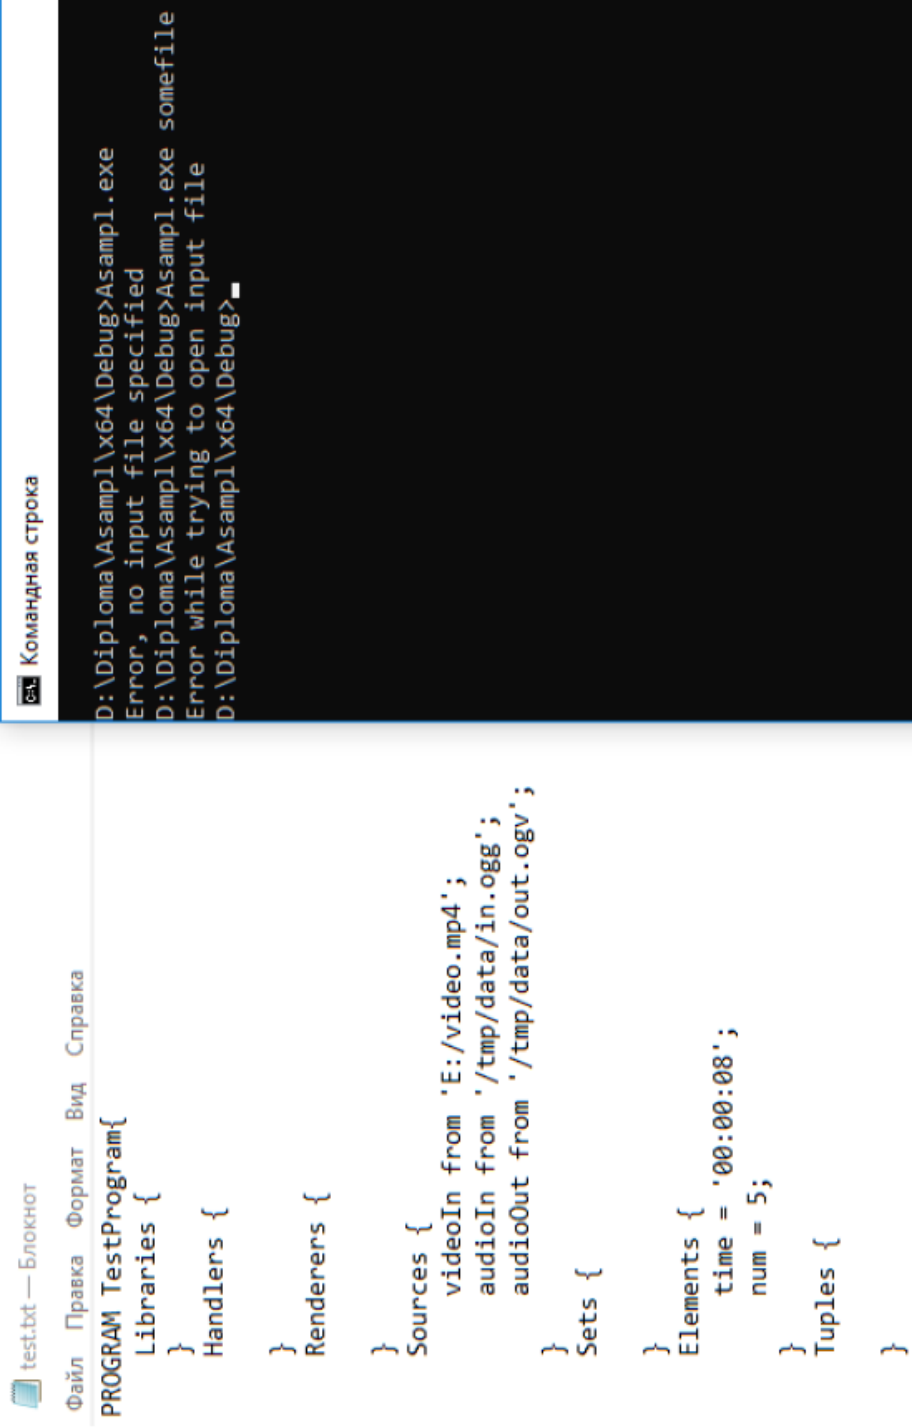 test.txt — Блокнот
Файл Правка Формат Вид Справка
PROGRAM TestProgram{
Libraries {
}
Handlers {
}
Renderers {
}
Sources {
videoIn from 'E:/video.mp4';
audioIn from '/tmp/data/in.ogg';
audioOut from '/tmp/data/out.ogv';
}
Sets {
}
Elements {
time = '00:00:08';
num = 5;
}
Tuples {
}
C:\.
Командная строка
D:\Diploma\Asampl\x64\Debug>Asampl.exe
Error, no input file specified
D:\Diploma\Asampl\x64\Debug>Asampl.exe somefile
Error while trying to open input file
D:\Diploma\Asampl\x64\Debug>